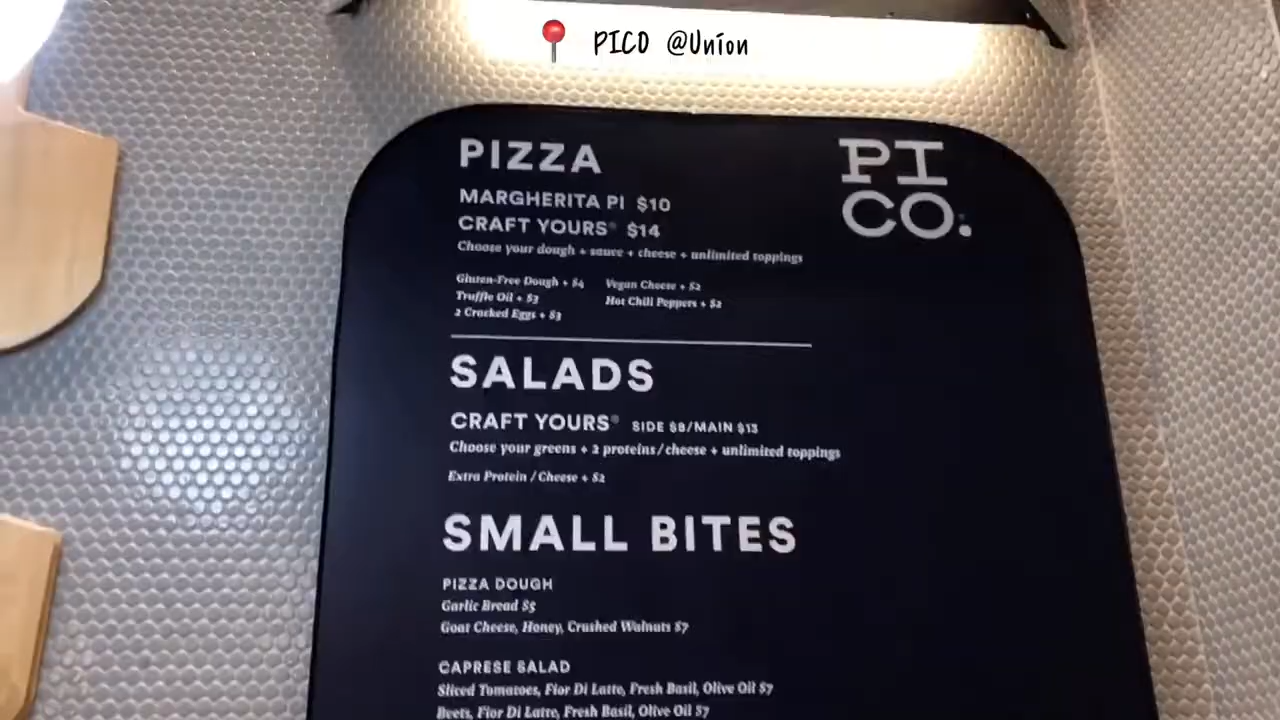 📍 PICO @Union
PI
CO.
PIZZA
MARGHERITA PI $10
CRAFT YOURS® $14
Choose your dough + sauce + cheese + unlimited toppings
Gluten-Free Dough + $4
Truffle Oil + $3
2 Cracked Eggs + $3
Vegan Cheese + $2
Hot Chili Peppers + $2
SALADS
CRAFT YOURS® SIDE $8/MAIN $13
Choose your greens + 2 proteins/cheese + unlimited toppings
Extra Protein / Cheese + $2
SMALL BITES
PIZZA DOUGH
Garlic Bread $5
Goat Cheese, Honey, Crushed Walnuts $7
CAPRESE SALAD
Sliced Tomatoes, Fior Di Latte, Fresh Basil, Olive Oil $7
Beets, Fior Di Latte, Fresh Basil, Olive Oil $7